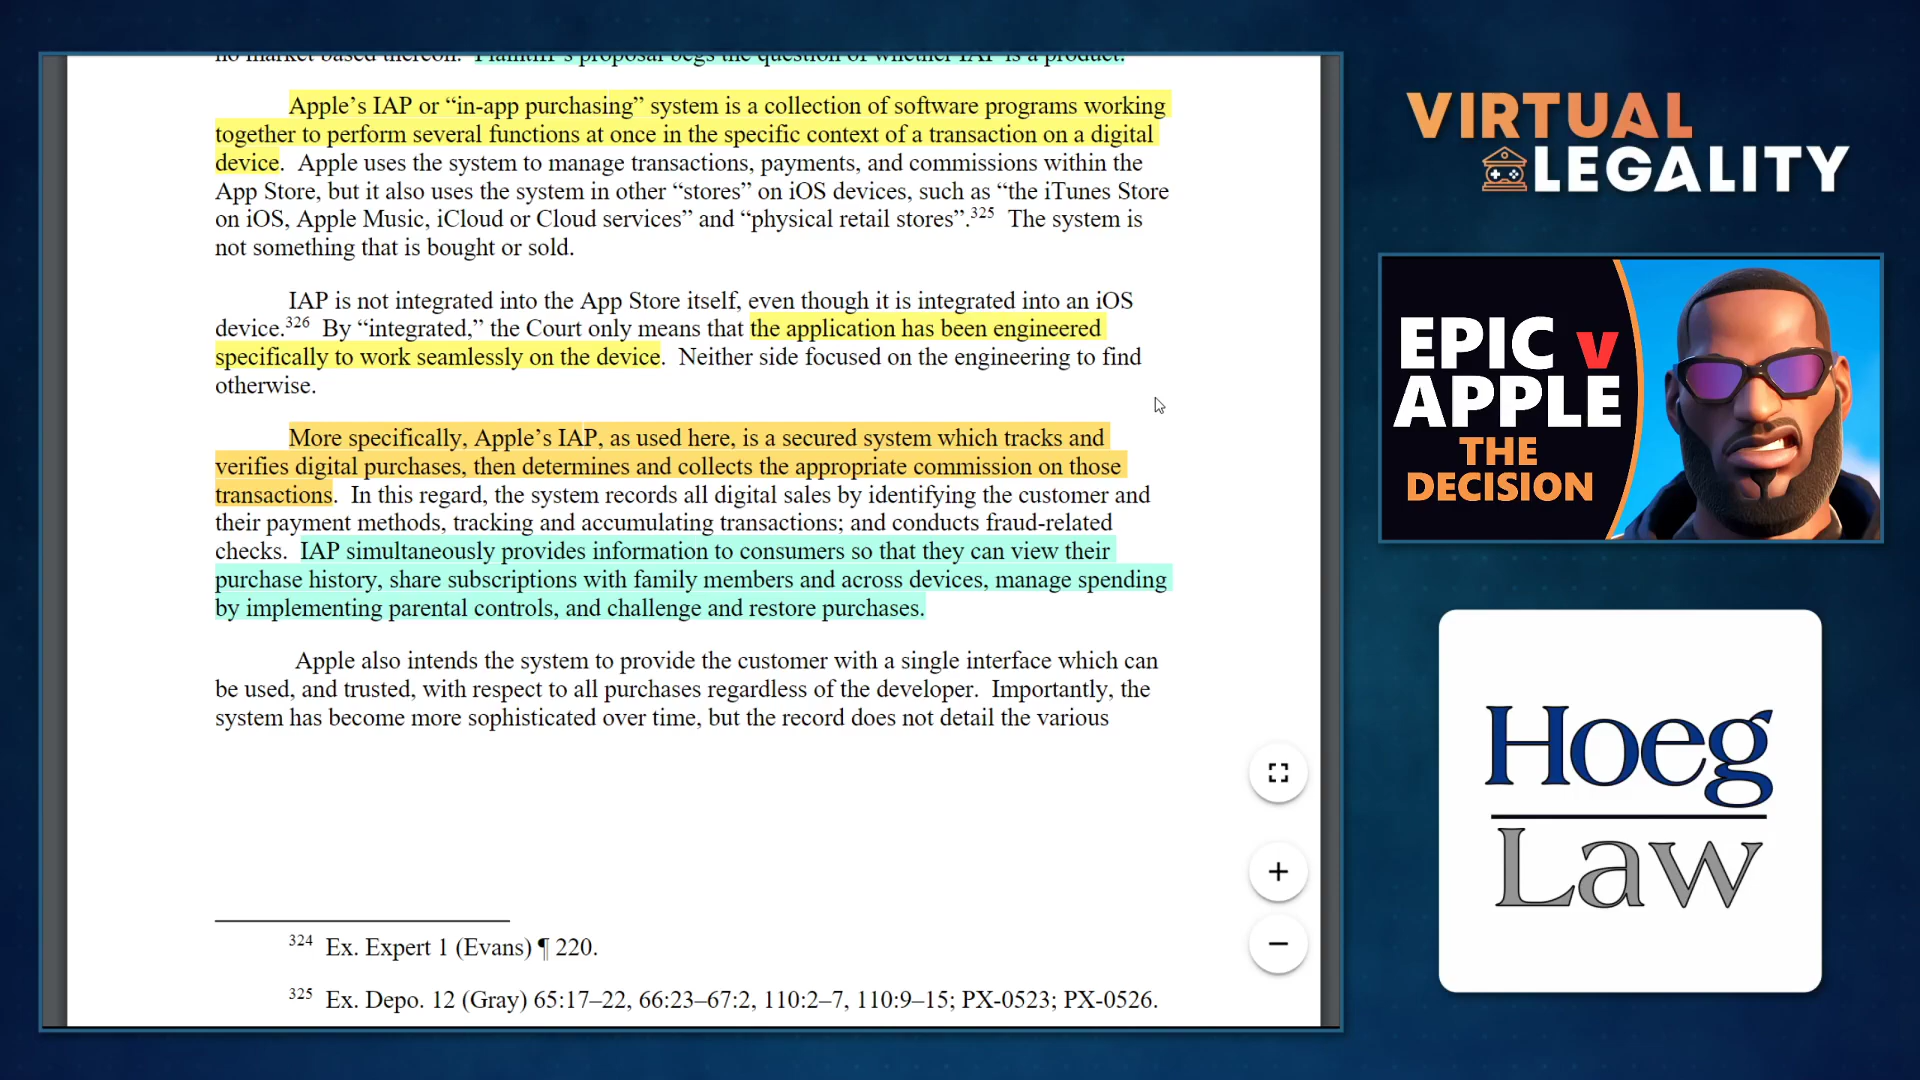 no market based thereon. Plaintiff's proposal begs the question of whether IAP is a product.
Apple's IAP or “in-app purchasing” system is a collection of software programs working
together to perform several functions at once in the specific context of a transaction on a digital
device. Apple uses the system to manage transactions, payments, and commissions within the
App Store, but it also uses the system in other “stores” on iOS devices, such as “the iTunes Store
on iOS, Apple Music, iCloud or Cloud services” and “physical retail stores”.325 The system is
not something that is bought or sold.
IAP is not integrated into the App Store itself, even though it is integrated into an iOS
device.326 By “integrated,” the Court only means that the application has been engineered
specifically to work seamlessly on the device. Neither side focused on the engineering to find
otherwise.
More specifically, Apple's IAP, as used here, is a secured system which tracks and
verifies digital purchases, then determines and collects the appropriate commission on those
transactions. In this regard, the system records all digital sales by identifying the customer and
their payment methods, tracking and accumulating transactions; and conducts fraud-related
checks. IAP simultaneously provides information to consumers so that they can view their
purchase history, share subscriptions with family members and across devices, manage spending
by implementing parental controls, and challenge and restore purchases.
Apple also intends the system to provide the customer with a single interface which can
be used, and trusted, with respect to all purchases regardless of the developer. Importantly, the
system has become more sophisticated over time, but the record does not detail the various
324 Ex. Expert 1 (Evans) ¶ 220.
325 Ex. Depo. 12 (Gray) 65:17–22, 66:23–67:2, 110:2–7, 110:9–15; PX-0523; PX-0526.
VIRTUAL
LEGALITY
EPIC v
APPLE
THE
DECISION
Hoeg
Law